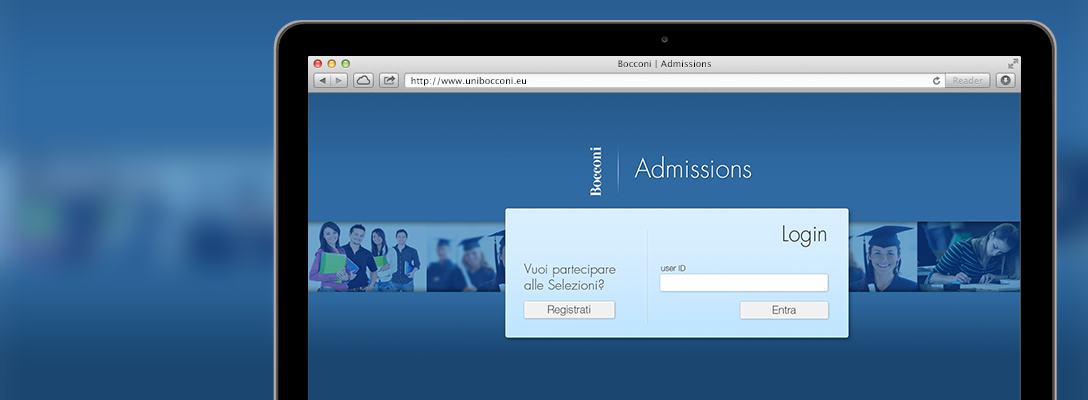 Bocconi | Admissions
http://www.unibocconi.eu
Reader
Bocconi
Admissions
Login
Vuoi partecipare
alle Selezioni?
Registrati
user ID
Entra